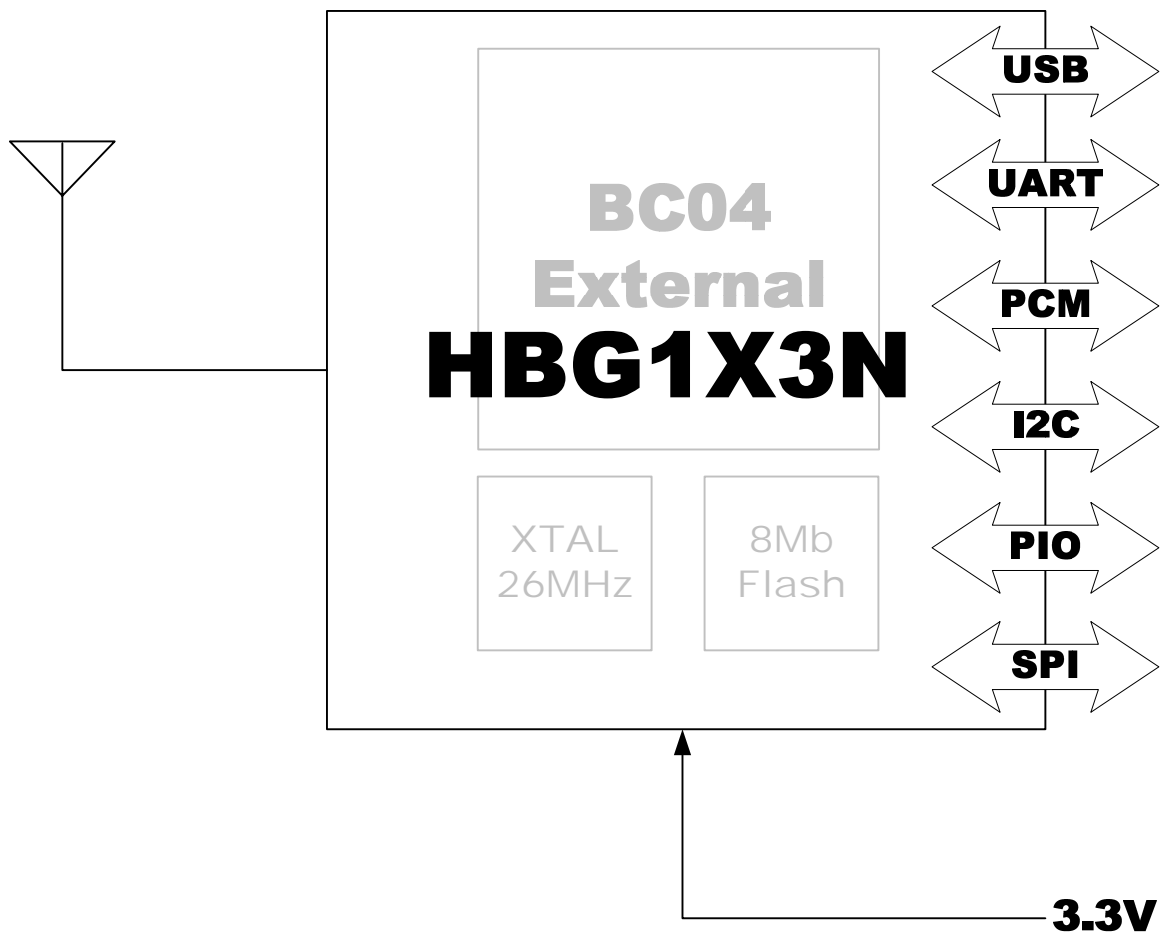 USB
UART
BC04
External
PCM
HBG1X3N
I2C
XTAL
26MHz
8Mb
Flash
PIO
SPI
3.3V